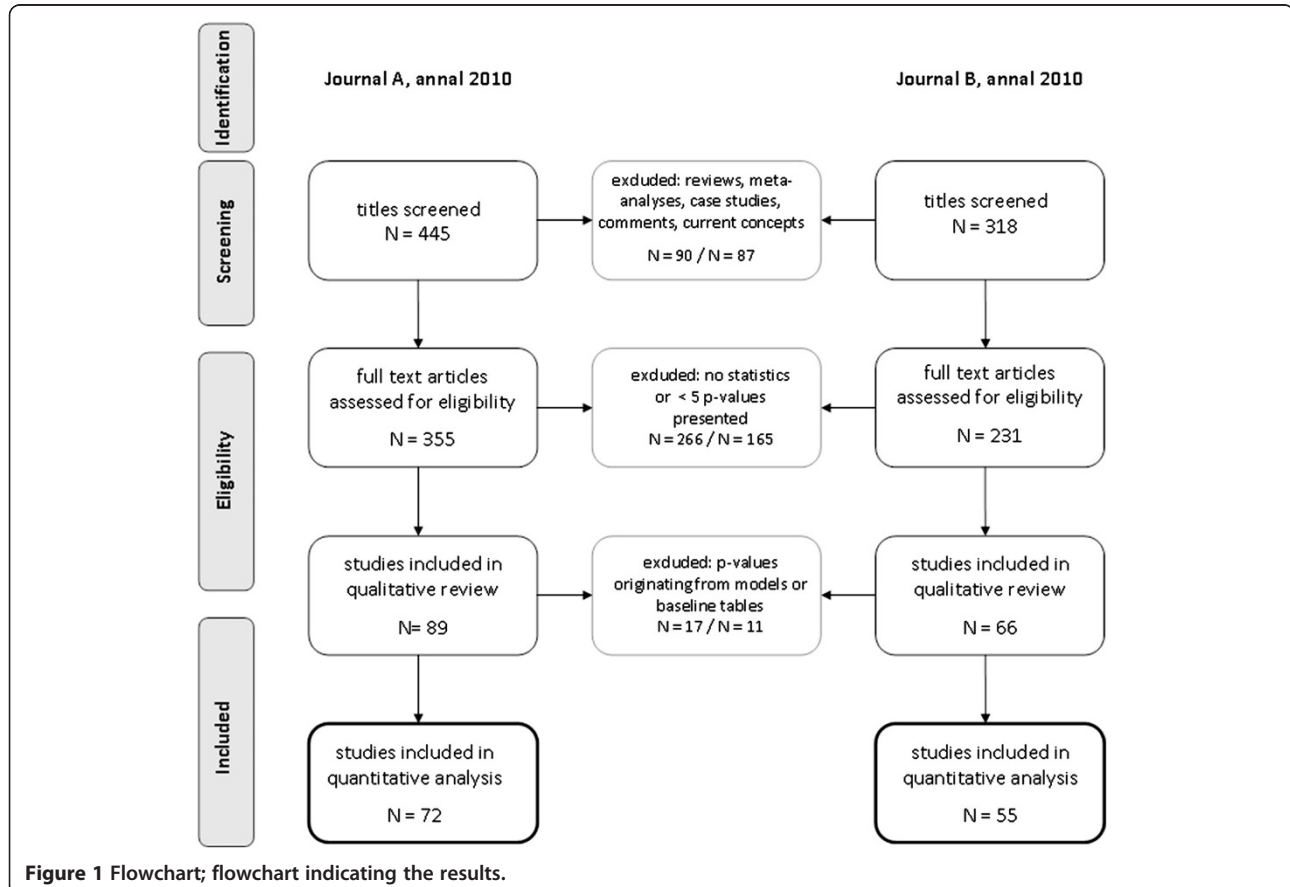 Identification
Journal A, annal 2010
Journal B, annal 2010
Screening
titles screened
N = 445
exduded: reviews, meta-
analyses, case studies,
comments, current concepts
N = 90 / N = 87
titles screened
N = 318
Eligibility
full text articles
assessed for eligibility
N = 355
exduded: no statistics
or < 5 p-values
presented
N = 266 / N = 165
full text articles
assessed for eligibility
N = 231
studies included in
qualitative review
N= 89
exduded: p-values
originating from models or
baseline tables
N = 17 / N = 11
studies included in
qualitative review
N = 66
Included
studies included in
quantitative analysis
N = 72
studies included in
quantitative analysis
N = 55
Figure 1 Flowchart; flowchart indicating the results.